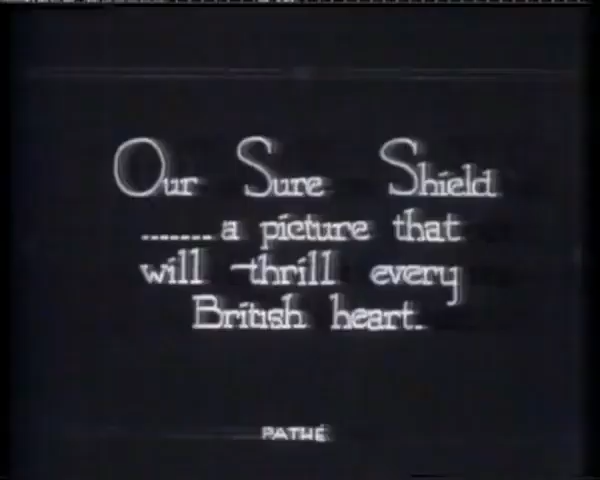 Our Sure Shield
.......a picture that
will thrill every
British heart.
PATHÉ